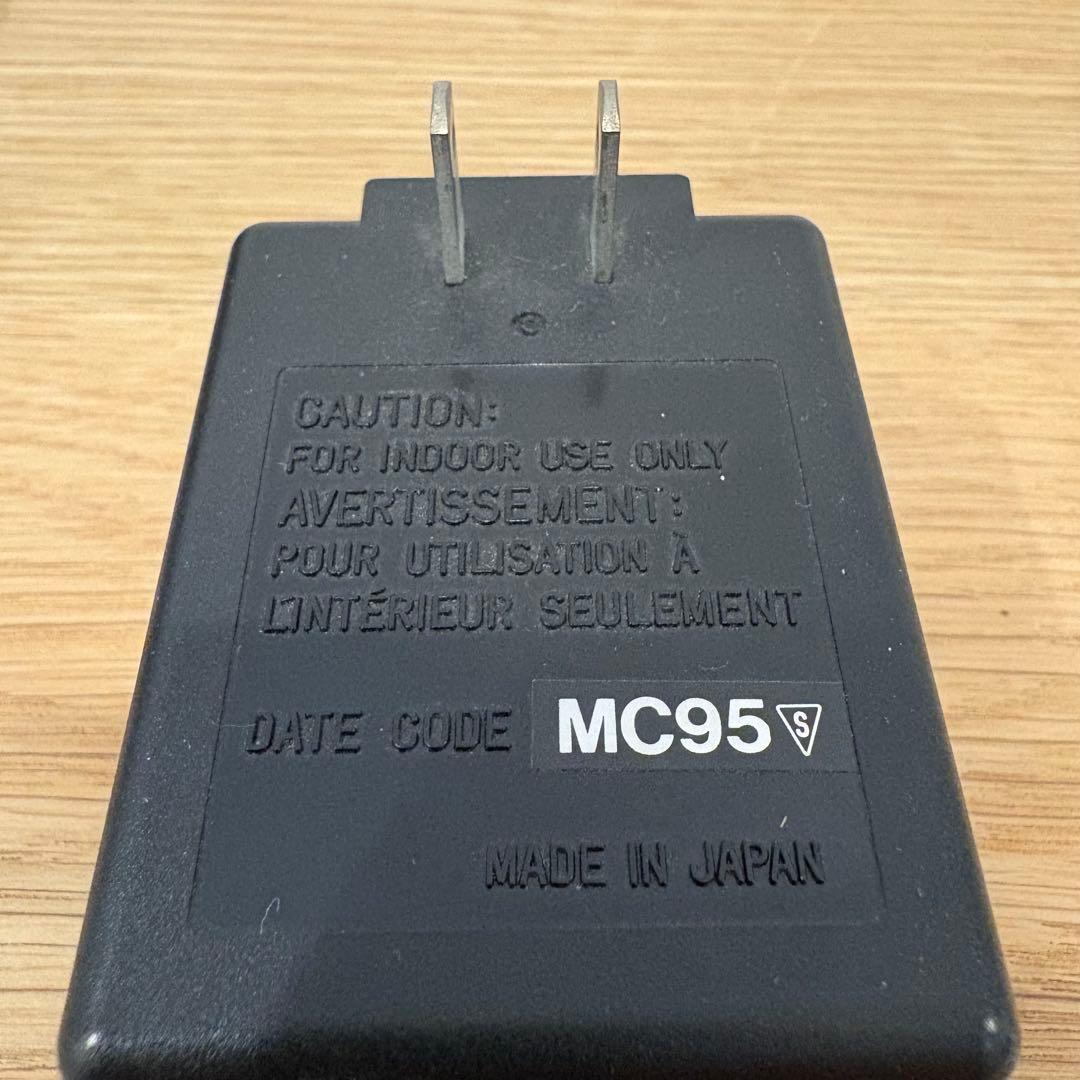 S
CAUTION:
FOR INDOOR USE ONLY
AVERTISSEMENT:
POUR UTILISATION À
L'INTÉRIEUR SEULEMENT
DATE CODE MC95 S
MADE IN JAPAN